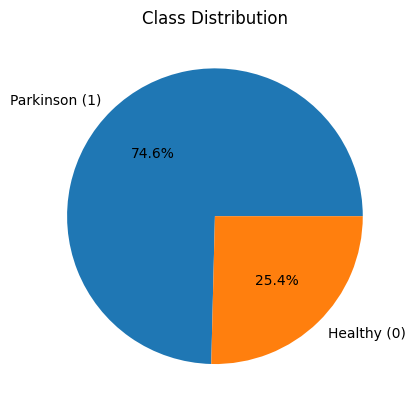 Class Distribution
Parkinson (1)
74.6%
25.4%
Healthy (0)